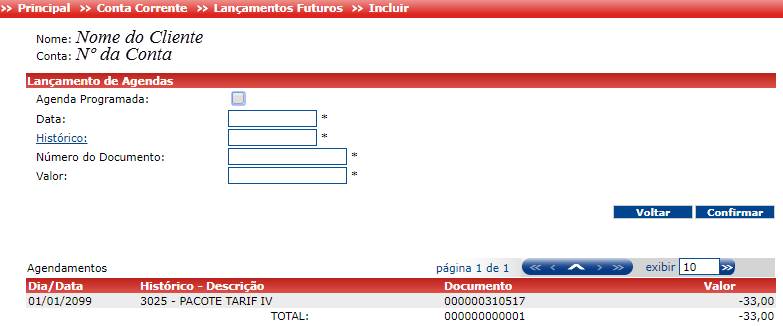 >> Principal >> Conta Corrente >> Lançamentos Futuros >> Incluir
Nome: Nome do Cliente
Conta: Nº da Conta
Lançamento de Agendas
Agenda Programada:
Data: *
Histórico: *
Número do Documento: *
Valor: *
Voltar Confirmar
Agendamentos página 1 de 1 << < > >> exibir 10 >>
Dia/Data Histórico - Descrição Documento Valor
01/01/2099 3025 - PACOTE TARIF IV 000000310517 -33,00
TOTAL: 000000000001 -33,00